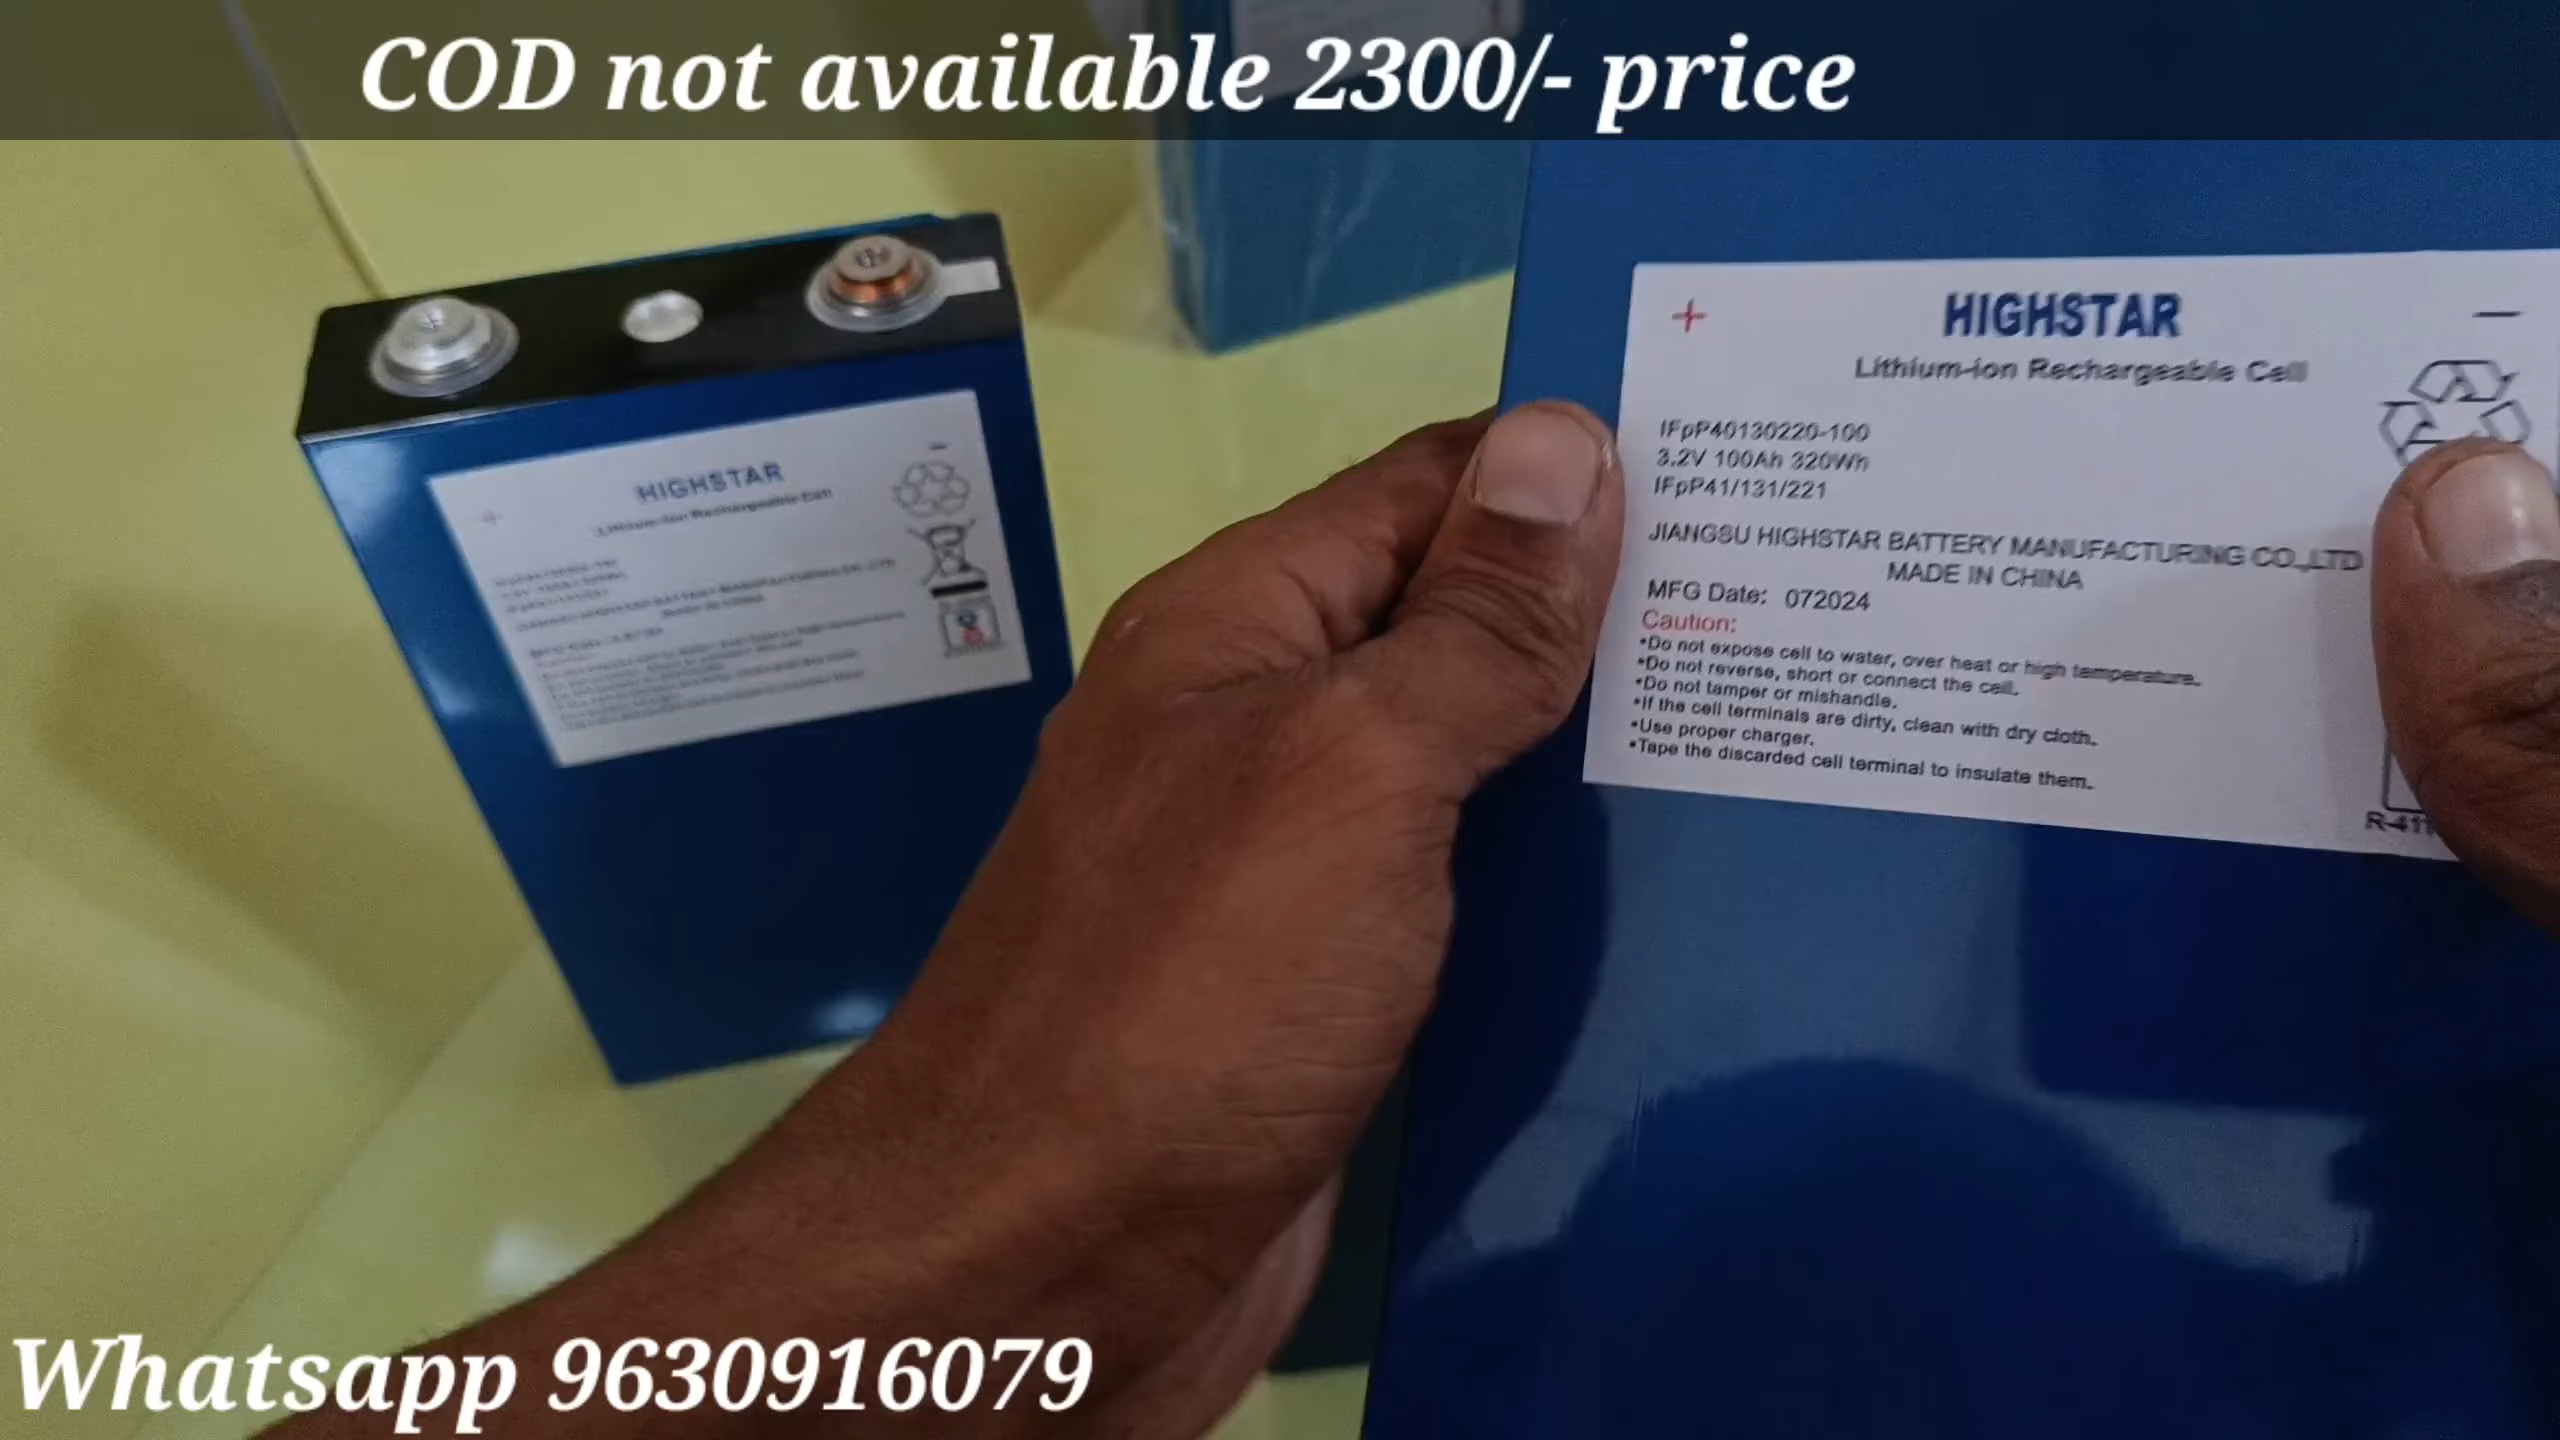 COD not available 2300/- price
HIGHSTAR
Lithium-ion Rechargeable Cell
HIGHSTAR
Lithium-ion Rechargeable Cell
IFpP40130220-100
3.2V 100Ah 320Wh
IFpP41/131/221
JIANGSU HIGHSTAR BATTERY MANUFACTURING CO.,LTD
MADE IN CHINA
MFG Date: 072024
Caution:
•Do not expose cell to water, over heat or high temperature.
•Do not reverse, short or connect the cell.
•Do not tamper or mishandle.
•If the cell terminals are dirty, clean with dry cloth.
•Use proper charger.
•Tape the discarded cell terminal to insulate them.
Whatsapp 9630916079